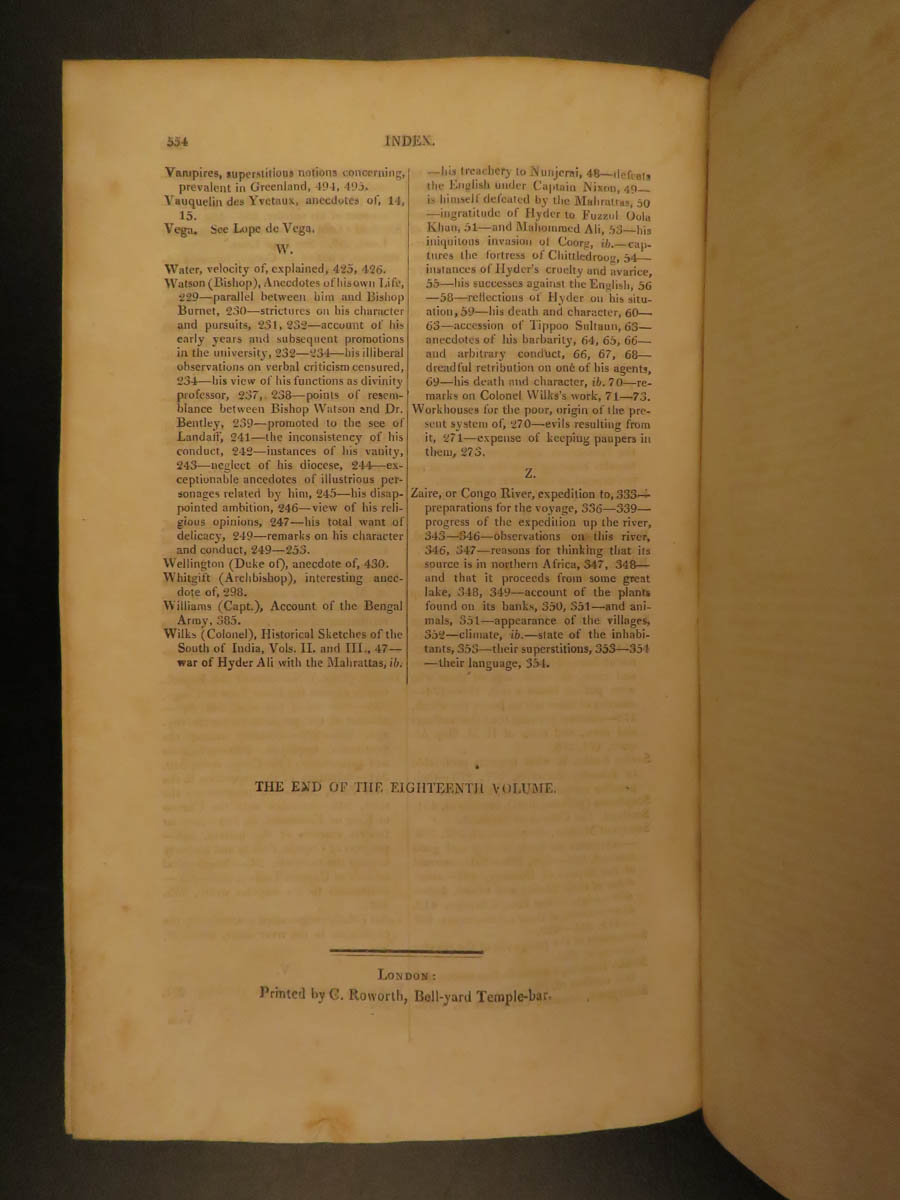 554
INDEX.
Vampires, superstitious notions concerning,
prevalent in Greenland, 494, 495.
Vauquelin des Yvetaux, anecdotes of, 14,
15.
Vega. See Lope de Vega.
W.
Water, velocity of, explained, 425, 426.
Watson (Bishop), Anecdotes of his own Life,
229—parallel between him and Bishop
Burnet, 230—strictures on his character
and pursuits, 231, 232—account of his
early years and subsequent promotions
in the university, 232—234—his illiberal
observations on verbal criticism censured,
234—his view of his functions as divinity
professor, 237, 238—points of resem-
blance between Bishop Watson and Dr.
Bentley, 239—promoted to the see of
Landaff, 241—the inconsistency of his
conduct, 242—instances of his vanity,
243—neglect of his diocese, 244—ex-
ceptionable anecdotes of illustrious per-
sonages related by him, 245—his disap-
pointed ambition, 246—view of his reli-
gious opinions, 247—his total want of
delicacy, 249—remarks on his character
and conduct, 249—253.
Wellington (Duke of), anecdote of, 430.
Whitgift (Archbishop), interesting anec-
dote of, 298.
Williams (Capt.), Account of the Bengal
Army, 385.
Wilks (Colonel), Historical Sketches of the
South of India, Vols. II. and III., 47—
war of Hyder Ali with the Mahrattas, ib.
—his treachery to Nunjeraj, 48—defeats
the English under Captain Nixon, 49—
is himself defeated by the Mahrattas, 50
—ingratitude of Hyder to Fuzzul Oola
Khan, 51—and Mahommed Ali, 53—his
iniquitous invasion of Coorg, ib.—cap-
tures the fortress of Chittledroog, 54—
instances of Hyder's cruelty and avarice,
55—his successes against the English, 56
—58—reflections of Hyder on his situ-
ation, 59—his death and character, 60—
63—accession of Tippoo Sultaun, 63—
anecdotes of his barbarity, 64, 65, 66—
and arbitrary conduct, 66, 67, 68—
dreadful retribution on one of his agents,
69—his death and character, ib. 70—re-
marks on Colonel Wilks's work, 71—73.
Workhouses for the poor, origin of the pre-
sent system of, 270—evils resulting from
it, 271—expense of keeping paupers in
them, 273.
Z.
Zaire, or Congo River, expedition to, 333—
preparations for the voyage, 336—339—
progress of the expedition up the river,
343—346—observations on this river,
346, 347—reasons for thinking that its
source is in northern Africa, 347, 348—
and that it proceeds from some great
lake, 348, 349—account of the plants
found on its banks, 350, 351—and ani-
mals, 351—appearance of the villages,
352—climate, ib.—state of the inhabi-
tants, 353—their superstitions, 353—354
—their language, 354.
THE END OF THE EIGHTEENTH VOLUME.
LONDON:
Printed by C. Roworth, Bell-yard Temple-bar.